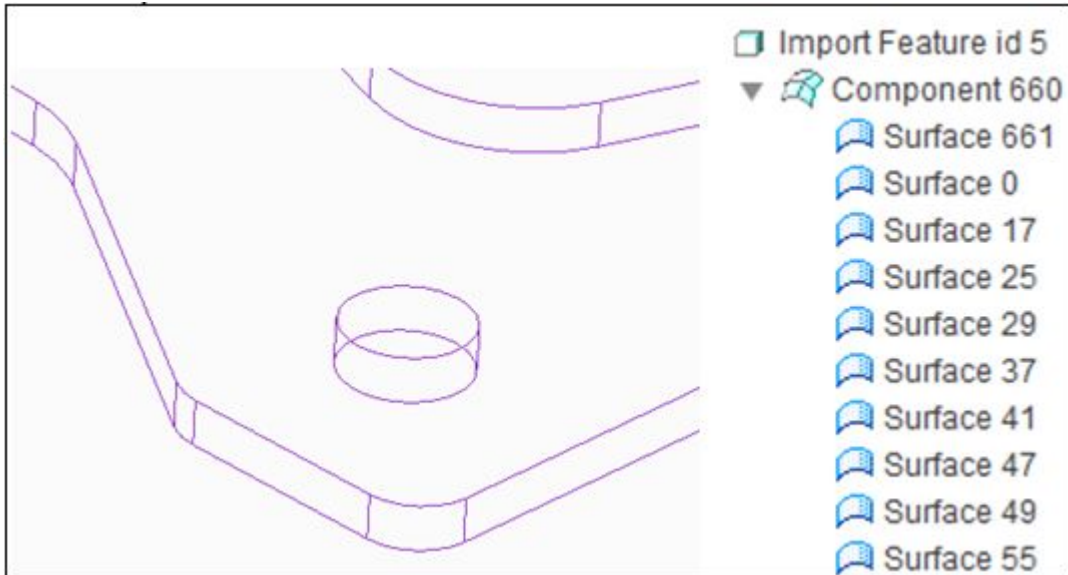 Import Feature id 5
Component 660
Surface 661
Surface 0
Surface 17
Surface 25
Surface 29
Surface 37
Surface 41
Surface 47
Surface 49
Surface 55